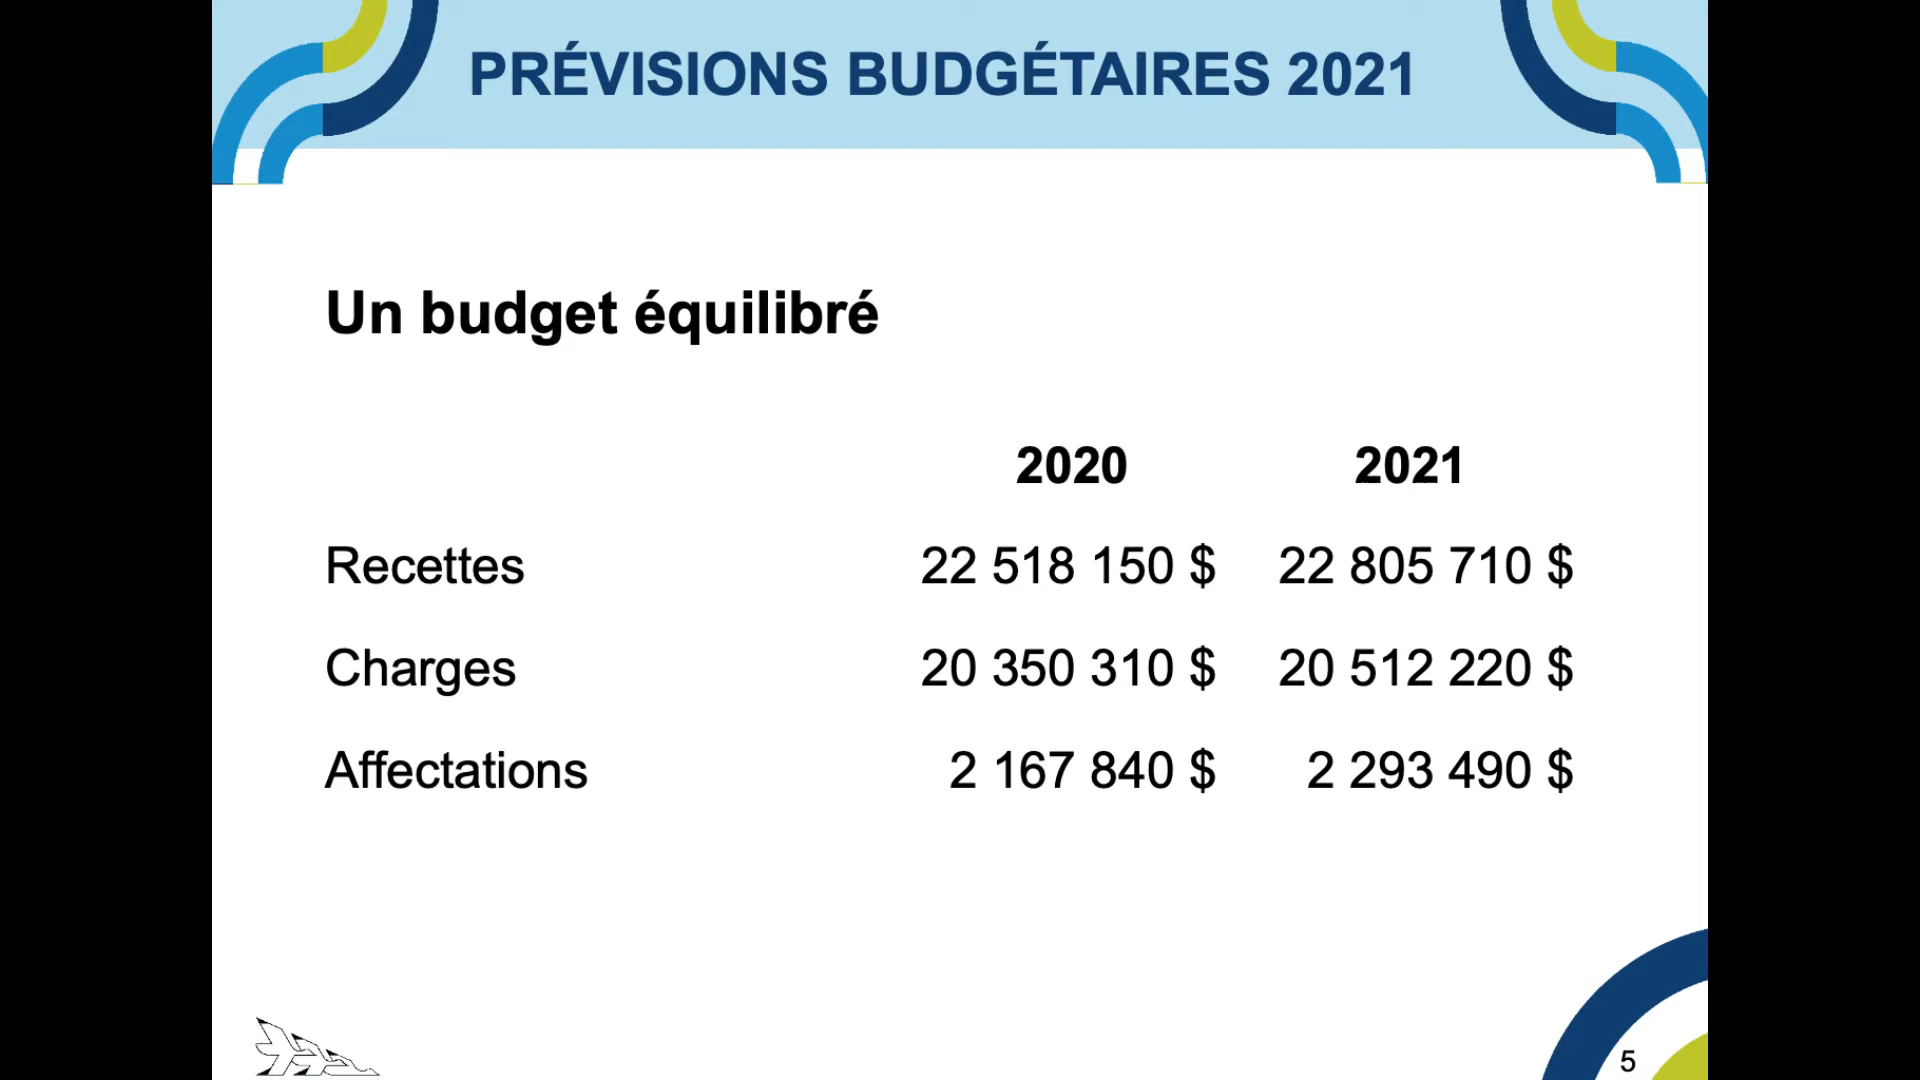 PRÉVISIONS BUDGÉTAIRES 2021
Un budget équilibré
2020 2021
Recettes 22 518 150 $ 22 805 710 $
Charges 20 350 310 $ 20 512 220 $
Affectations 2 167 840 $ 2 293 490 $
5